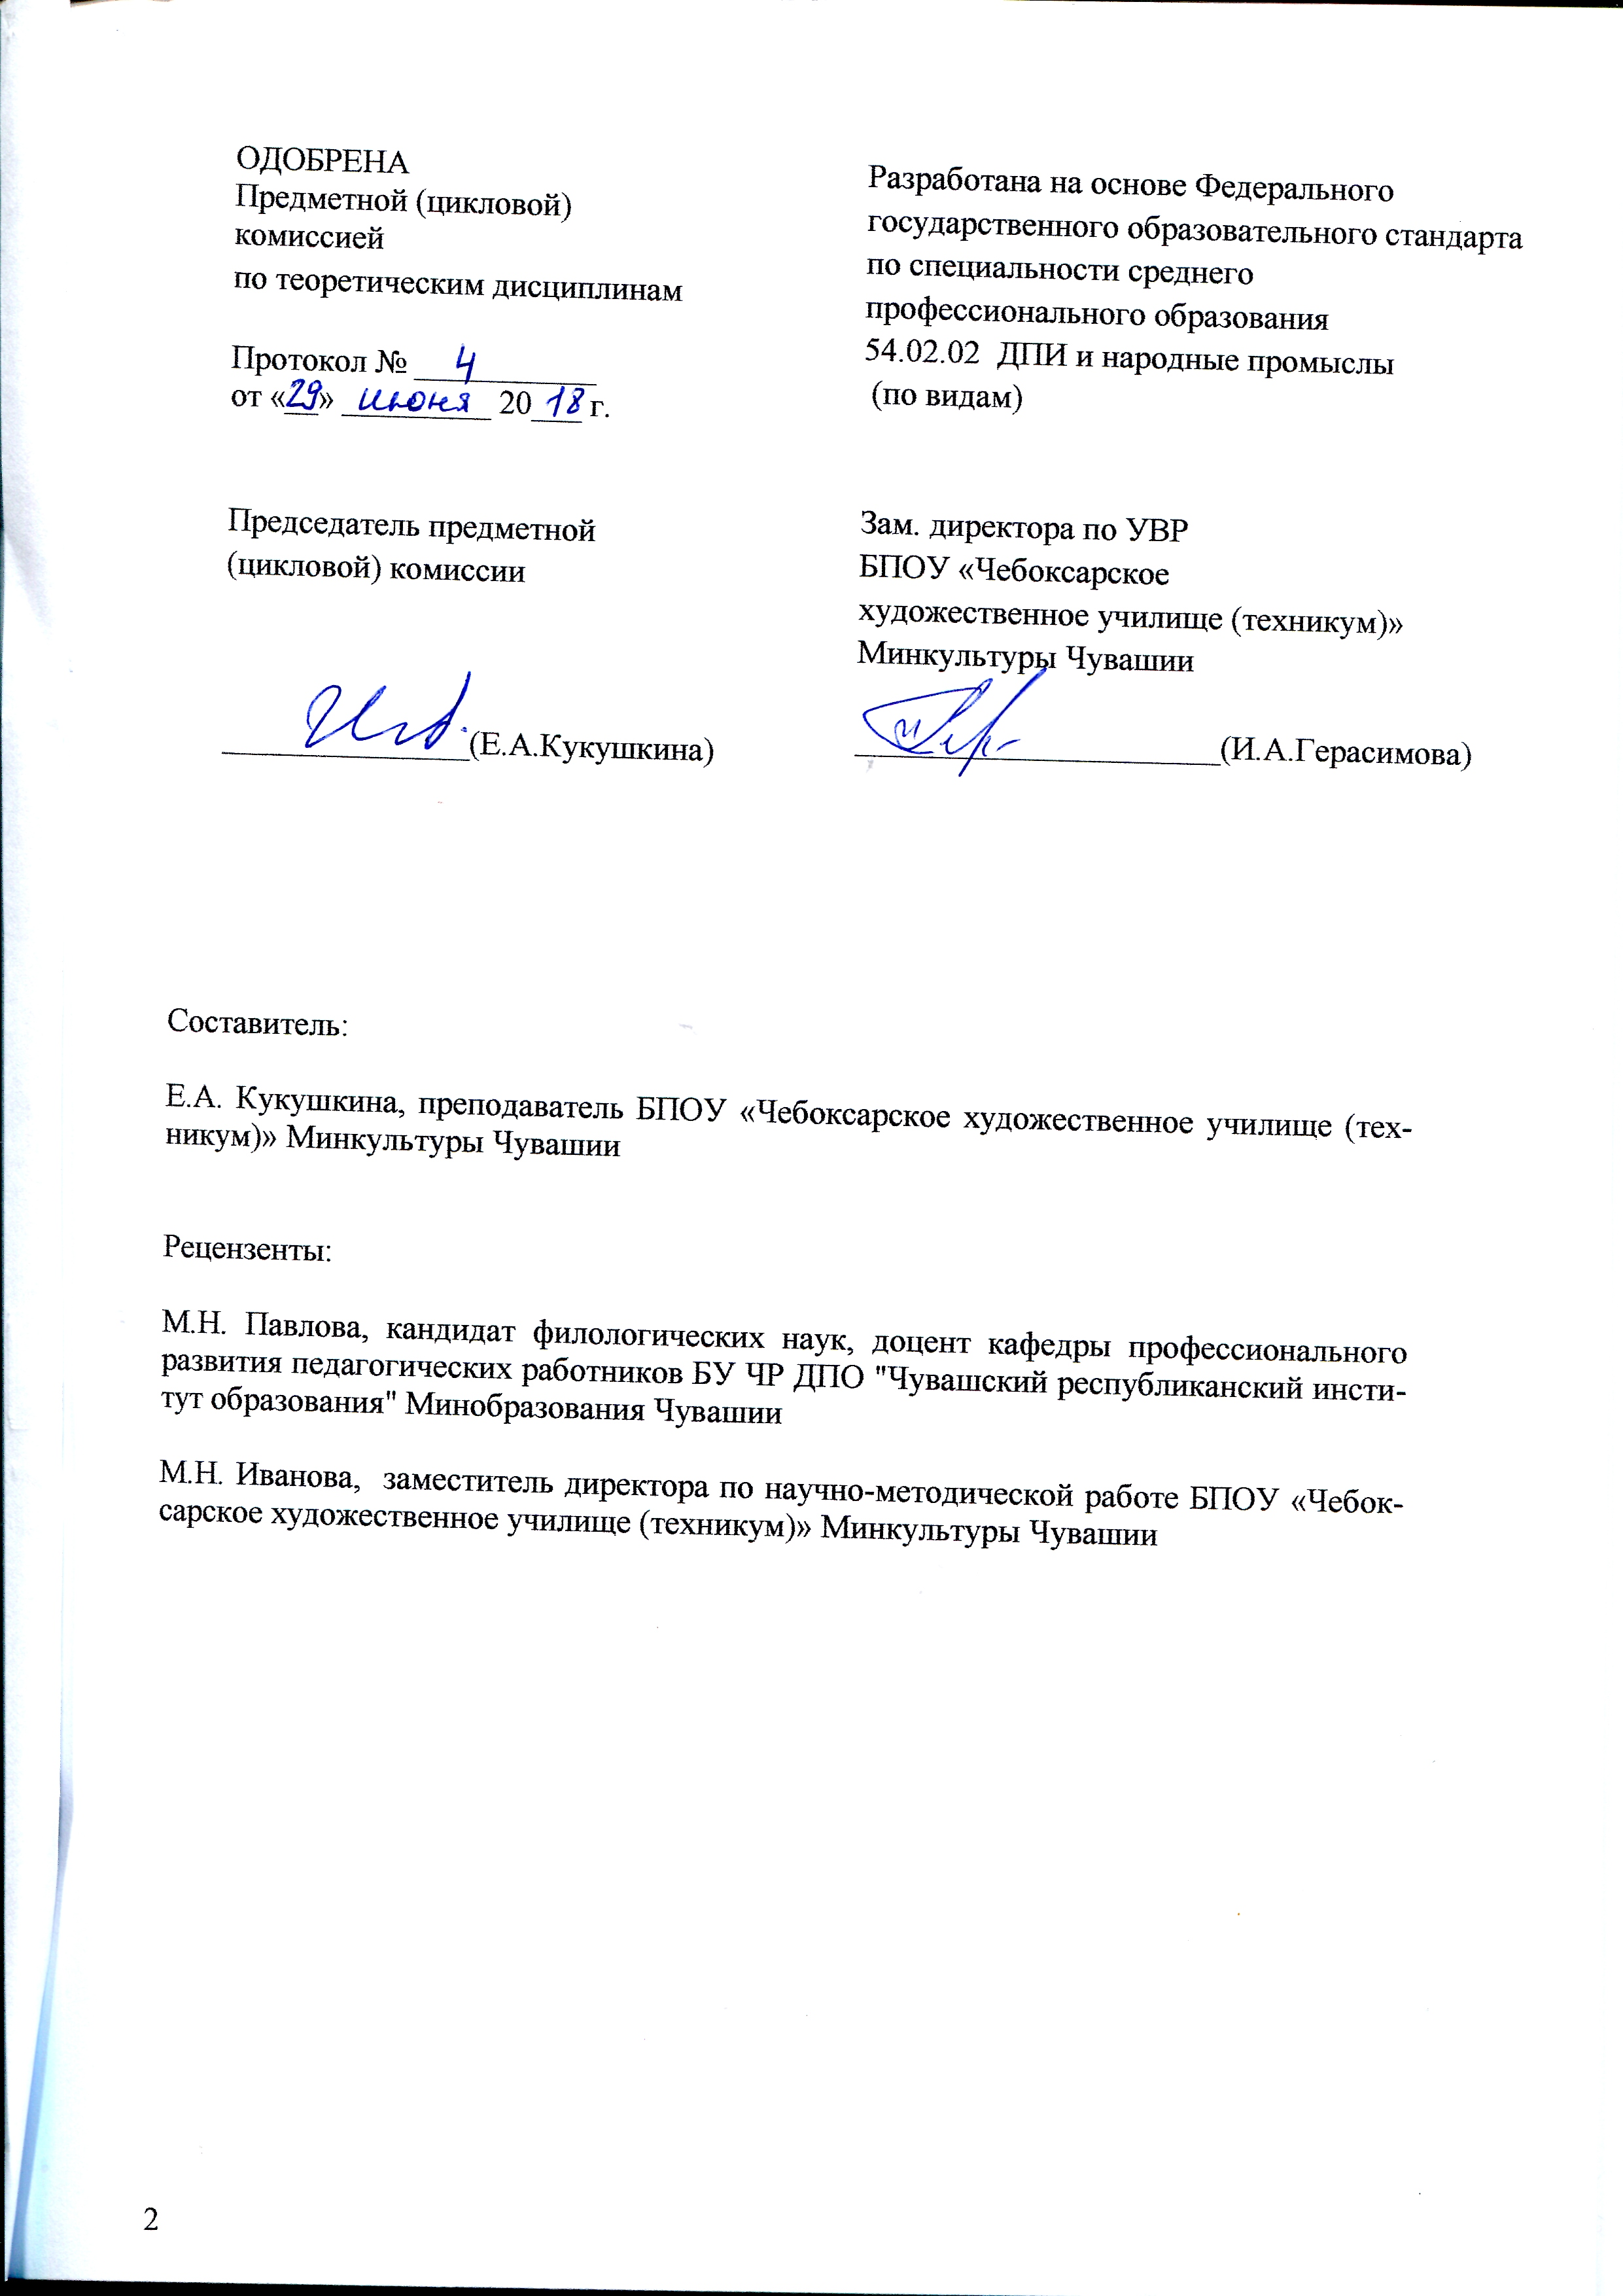 ОДОБРЕНА
Предметной (цикловой)
комиссией
по теоретическим дисциплинам
Протокол № 4
от «29» июня 2018 г.
Разработана на основе Федерального
государственного образовательного стандарта
по специальности среднего
профессионального образования
54.02.02 ДПИ и народные промыслы
(по видам)
Председатель предметной
(цикловой) комиссии
(Е.А.Кукушкина)
Зам. директора по УВР
БПОУ «Чебоксарское
художественное училище (техникум)»
Минкультуры Чувашии
(И.А.Герасимова)
Составитель:
Е.А. Кукушкина, преподаватель БПОУ «Чебоксарское художественное училище (тех-
никум)» Минкультуры Чувашии
Рецензенты:
М.Н. Павлова, кандидат филологических наук, доцент кафедры профессионального
развития педагогических работников БУ ЧР ДПО "Чувашский республиканский инсти-
тут образования" Минобразования Чувашии
М.Н. Иванова, заместитель директора по научно-методической работе БПОУ «Чебок-
сарское художественное училище (техникум)» Минкультуры Чувашии
2